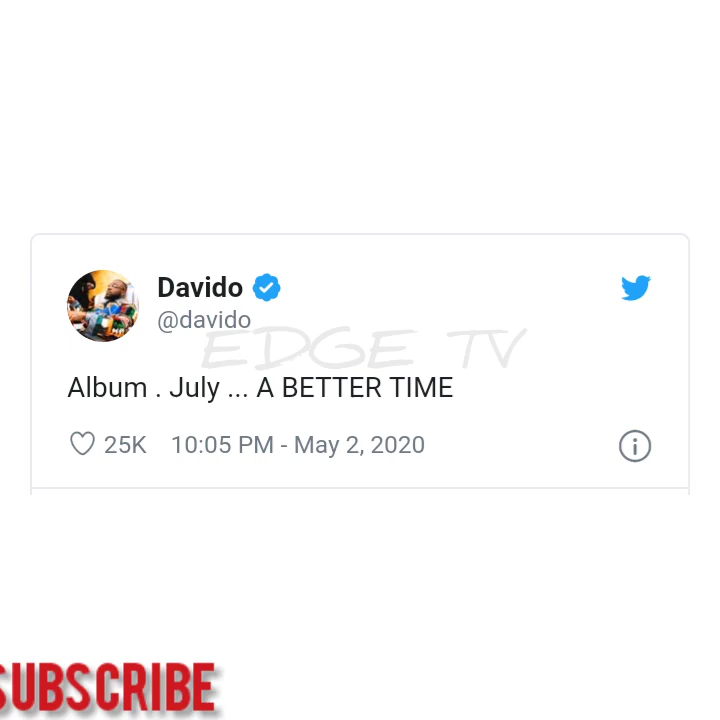 Davido
@davido
EDGE TV
Album . July ... A BETTER TIME
25K 10:05 PM - May 2, 2020
SUBSCRIBE